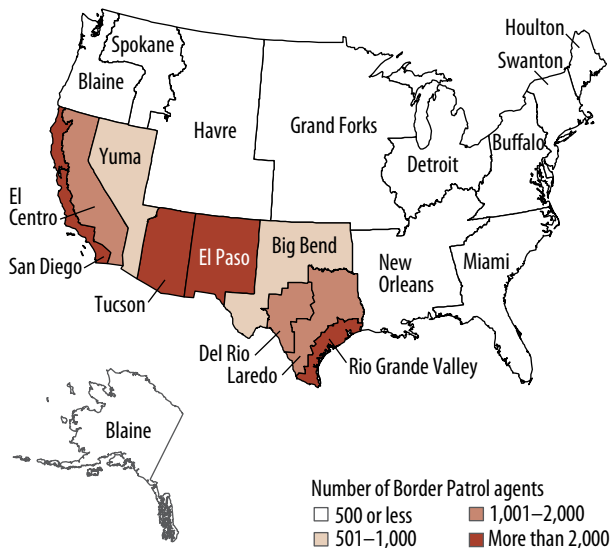 Houlton
Spokane
Swanton
Blaine
Havre
Grand Forks
Buffalo
Detroit
Yuma
El
Centro
El Paso
Big Bend
New
Orleans
Miami
San Diego
Tucson
Del Rio
Rio Grande Valley
Laredo
Blaine
Number of Border Patrol agents
500 or less
1,001–2,000
501–1,000
More than 2,000